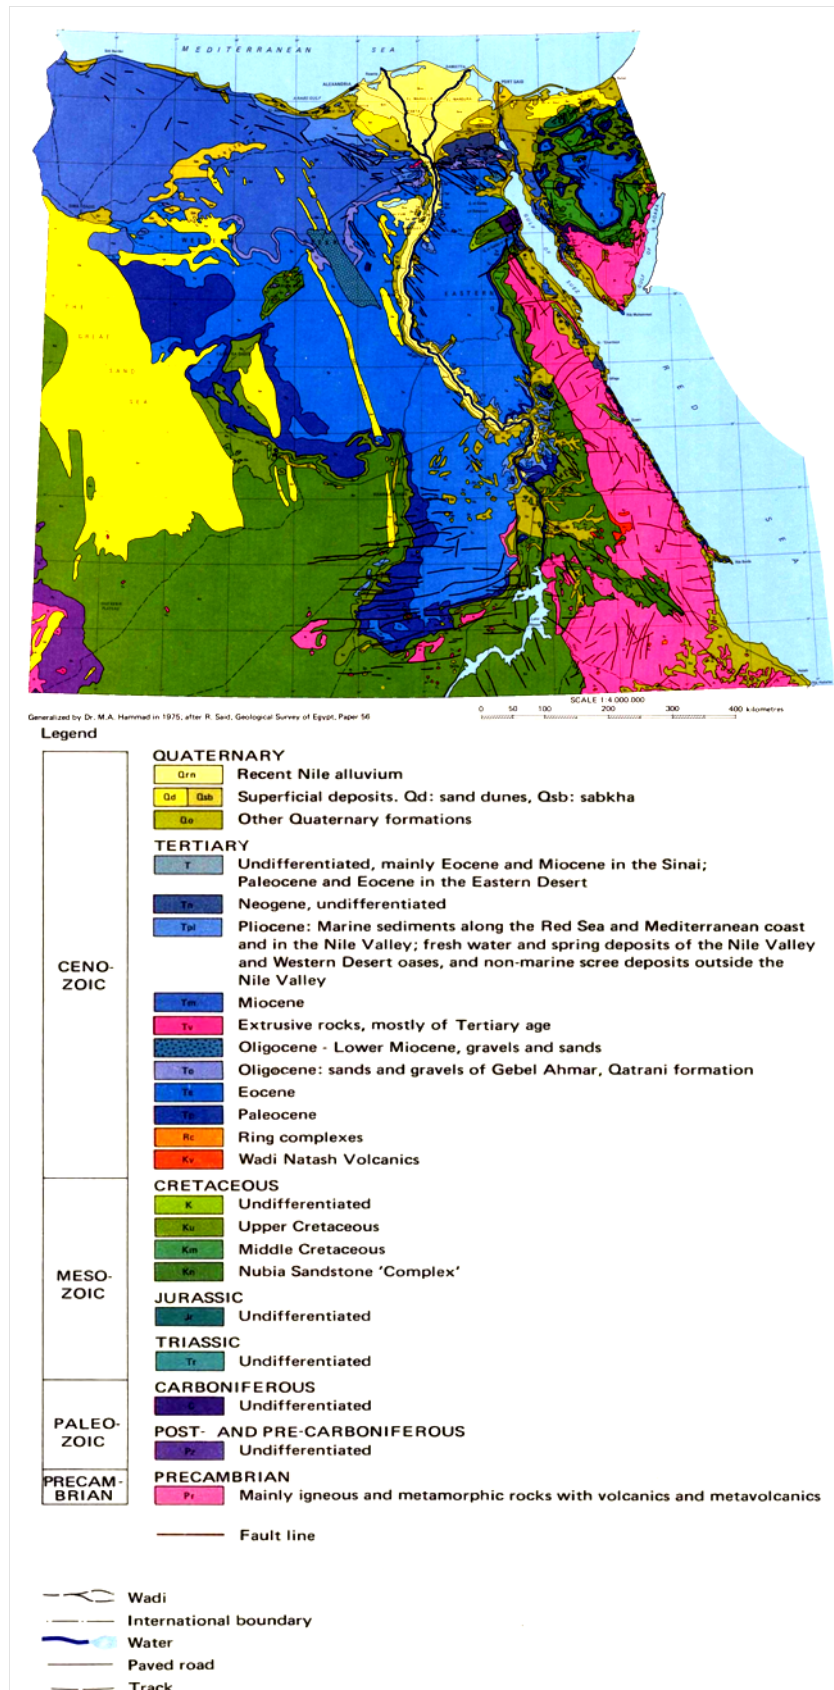 MEDITERRANEAN SEA
ALEXANDRIA
DAMIETTA
PORT SAID
THE
GREAT
SAND
SEA
EASTERN
GULF OF SUEZ
RED
SEA
Generalized by Dr. M.A. Hammad in 1975, after R. Said, Geological Survey of Egypt, Paper 56
SCALE 1:4 000 000
0 50 100 200 300 400 kilometres
Legend
CENO-
ZOIC
MESO-
ZOIC
PALEO-
ZOIC
PRECAM-
BRIAN
QUATERNARY
Qrn Recent Nile alluvium
Qd Qsb Superficial deposits. Qd: sand dunes, Qsb: sabkha
Qo Other Quaternary formations
TERTIARY
T Undifferentiated, mainly Eocene and Miocene in the Sinai;
Paleocene and Eocene in the Eastern Desert
Tn Neogene, undifferentiated
Tpl Pliocene: Marine sediments along the Red Sea and Mediterranean coast
and in the Nile Valley; fresh water and spring deposits of the Nile Valley
and Western Desert oases, and non-marine scree deposits outside the
Nile Valley
Tm Miocene
Tv Extrusive rocks, mostly of Tertiary age
Oligocene - Lower Miocene, gravels and sands
To Oligocene: sands and gravels of Gebel Ahmar, Qatrani formation
Te Eocene
Tp Paleocene
Rc Ring complexes
Kv Wadi Natash Volcanics
CRETACEOUS
K Undifferentiated
Ku Upper Cretaceous
Km Middle Cretaceous
Kn Nubia Sandstone 'Complex'
JURASSIC
Jr Undifferentiated
TRIASSIC
Tr Undifferentiated
CARBONIFEROUS
C Undifferentiated
POST- AND PRE-CARBONIFEROUS
Pz Undifferentiated
PRECAMBRIAN
Pr Mainly igneous and metamorphic rocks with volcanics and metavolcanics
Fault line
Wadi
International boundary
Water
Paved road
Track